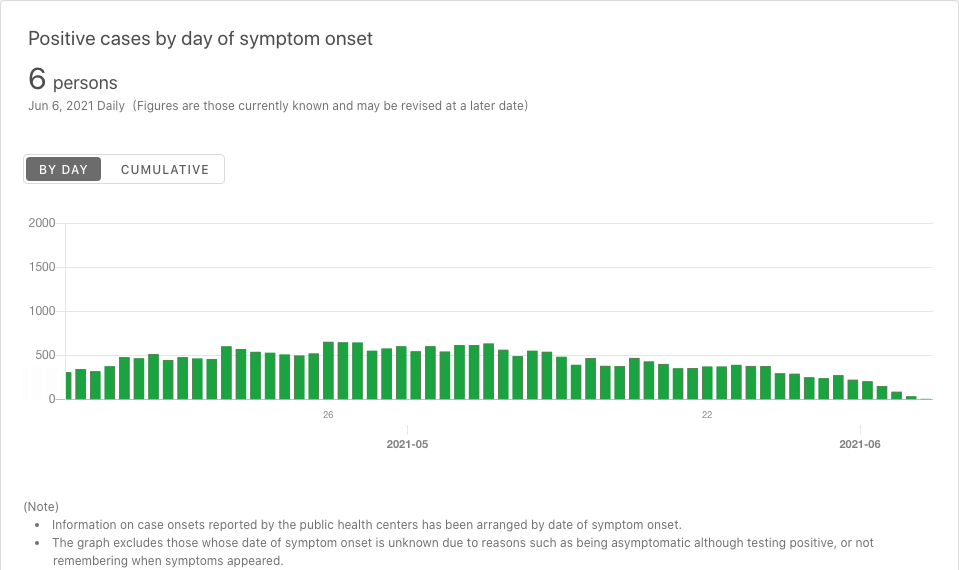 Positive cases by day of symptom onset
6 persons
Jun 6, 2021 Daily (Figures are those currently known and may be revised at a later date)
BY DAY CUMULATIVE
2000
1500
1000
500
0
26 22
2021-05 2021-06
(Note)
• Information on case onsets reported by the public health centers has been arranged by date of symptom onset.
• The graph excludes those whose date of symptom onset is unknown due to reasons such as being asymptomatic although testing positive, or not
remembering when symptoms appeared.